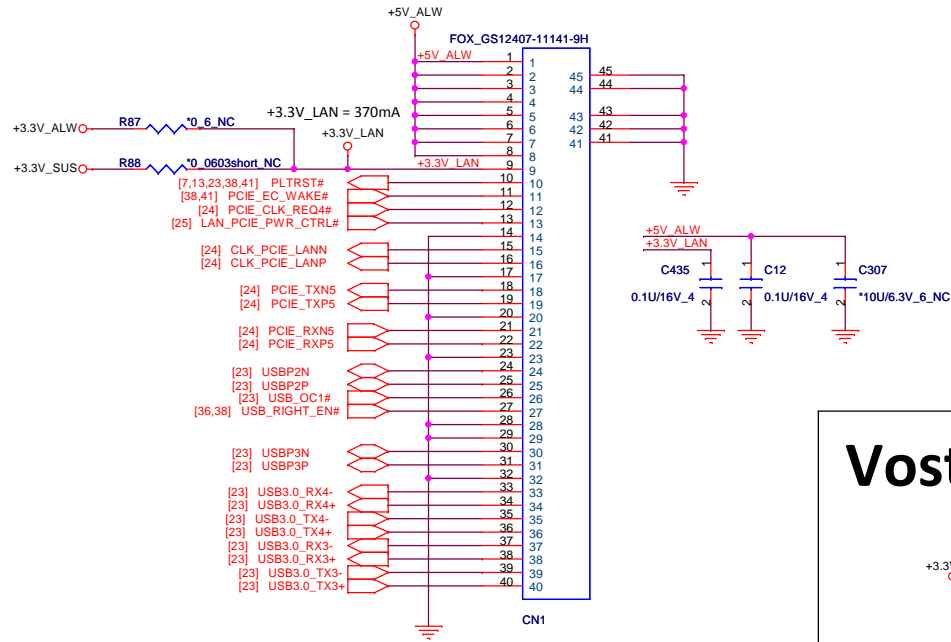 +5V_ALW
FOX_GS12407-11141-9H
+5V_ALW 1 1
2 2 45 45
3 3 44 44
4 4
+3.3V_LAN = 370mA 5 5 43 43
+3.3V_ALW R87 *0_6_NC 6 6 42 42
+3.3V_LAN 7 7 41 41
8 8
+3.3V_SUS R88 *0_0603short_NC +3.3V_LAN 9 9
[7,13,23,38,41] PLTRST# 10 10
[38,41] PCIE_EC_WAKE# 11 11
[24] PCIE_CLK_REQ4# 12 12
[25] LAN_PCIE_PWR_CTRL# 13 13
14 14
[24] CLK_PCIE_LANN 15 15
[24] CLK_PCIE_LANP 16 16
17 17
[24] PCIE_TXN5 18 18
[24] PCIE_TXP5 19 19
20 20
[24] PCIE_RXN5 21 21
[24] PCIE_RXP5 22 22
23 23
[23] USBP2N 24 24
[23] USBP2P 25 25
[23] USB_OC1# 26 26
[36,38] USB_RIGHT_EN# 27 27
28 28
29 29
[23] USBP3N 30 30
[23] USBP3P 31 31
32 32
[23] USB3.0_RX4- 33 33
[23] USB3.0_RX4+ 34 34
[23] USB3.0_TX4- 35 35
[23] USB3.0_TX4+ 36 36
[23] USB3.0_RX3- 37 37
[23] USB3.0_RX3+ 38 38
[23] USB3.0_TX3- 39 39
[23] USB3.0_TX3+ 40 40
CN1
+5V_ALW
+3.3V_LAN
1 1 1
C435 C12 C307
0.1U/16V_4 0.1U/16V_4 *10U/6.3V_6_NC
2 2 2
Vost
+3.3V